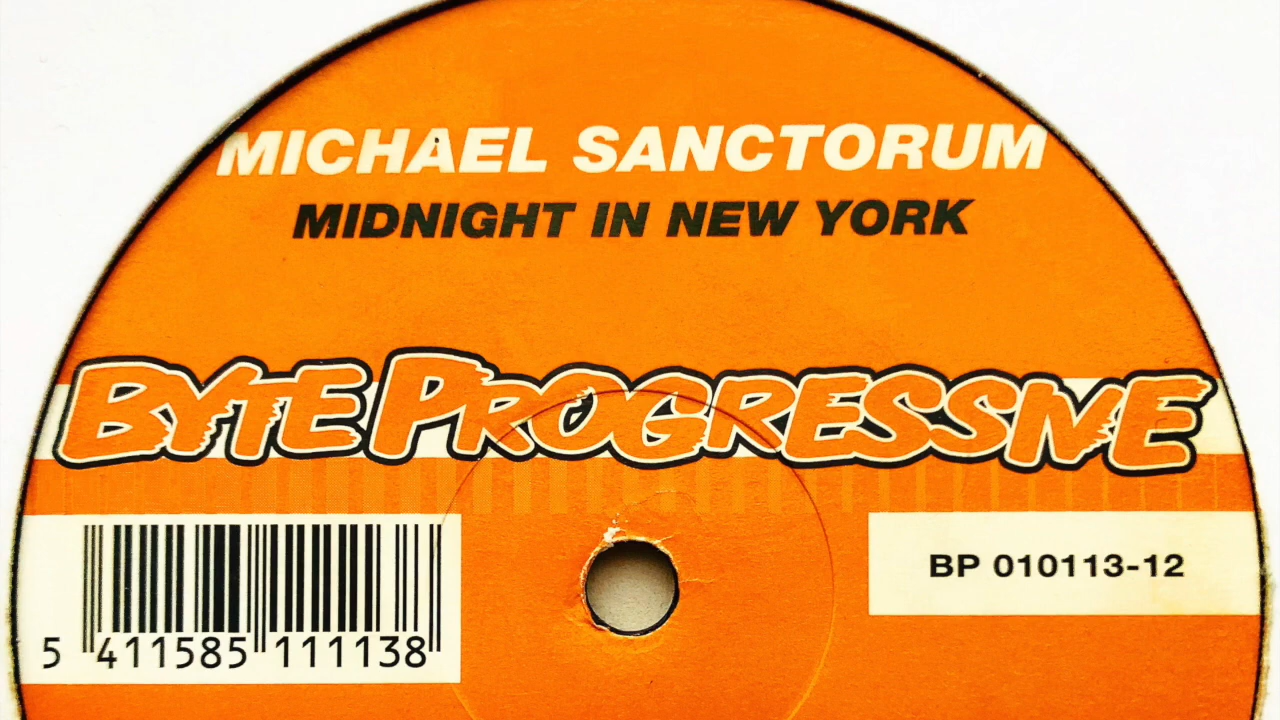 MICHAEL SANCTORUM
MIDNIGHT IN NEW YORK
BYTE PROGRESSIVE
BP 010113-12
5 411585 111138